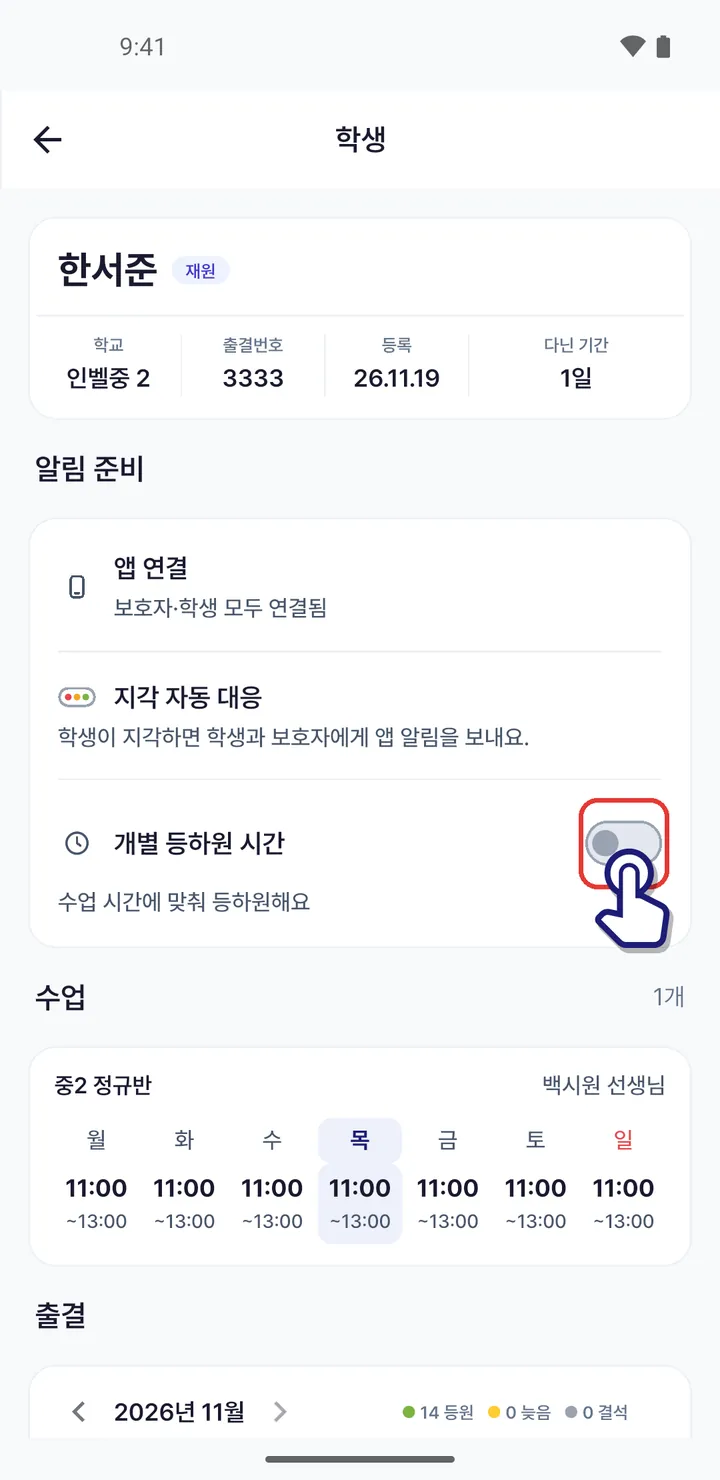 9:41
학생
한서준 재원
학교 출결번호 등록 다닌 기간
인벨중 2 3333 26.11.19 1일
알림 준비
앱 연결
보호자·학생 모두 연결됨
지각 자동 대응
학생이 지각하면 학생과 보호자에게 앱 알림을 보내요.
개별 등하원 시간
수업 시간에 맞춰 등하원해요
수업 1개
중2 정규반 백시원 선생님
월 화 수 목 금 토 일
11:00 11:00 11:00 11:00 11:00 11:00 11:00
~13:00 ~13:00 ~13:00 ~13:00 ~13:00 ~13:00 ~13:00
출결
2026년 11월 14 등원 0 늦음 0 결석